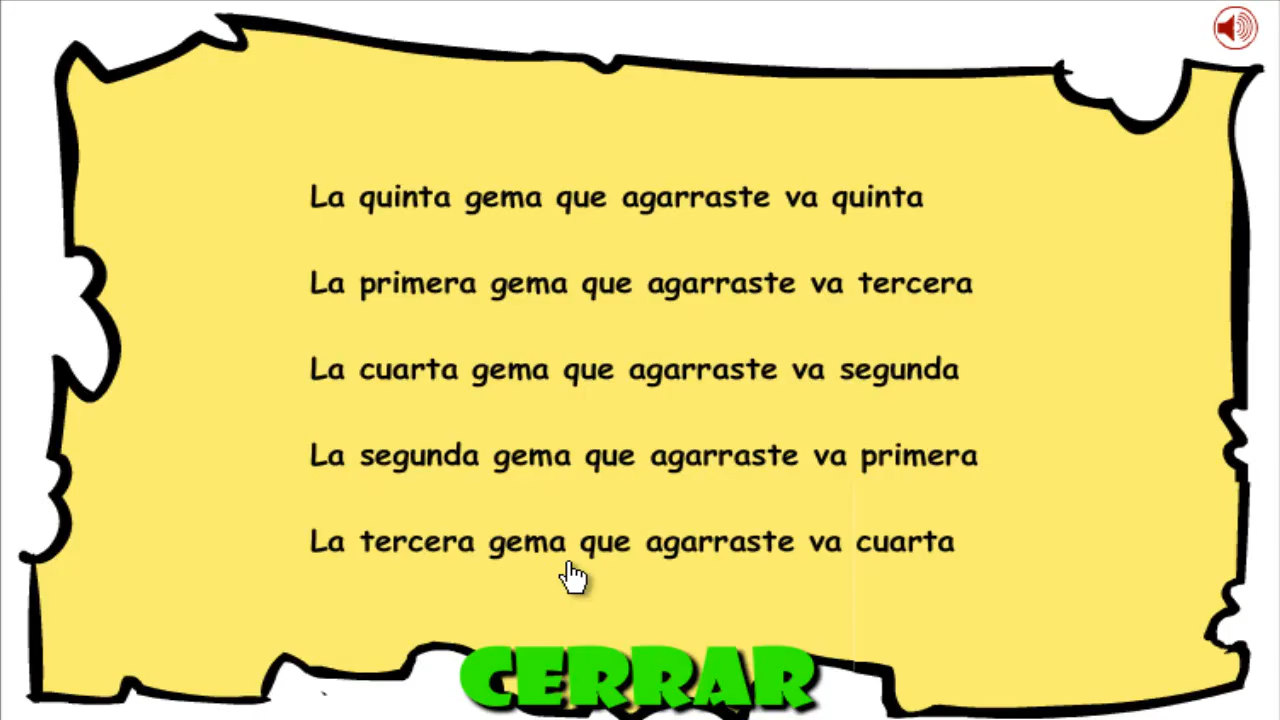 La quinta gema que agarraste va quinta
La primera gema que agarraste va tercera
La cuarta gema que agarraste va segunda
La segunda gema que agarraste va primera
La tercera gema que agarraste va cuarta
CERRAR